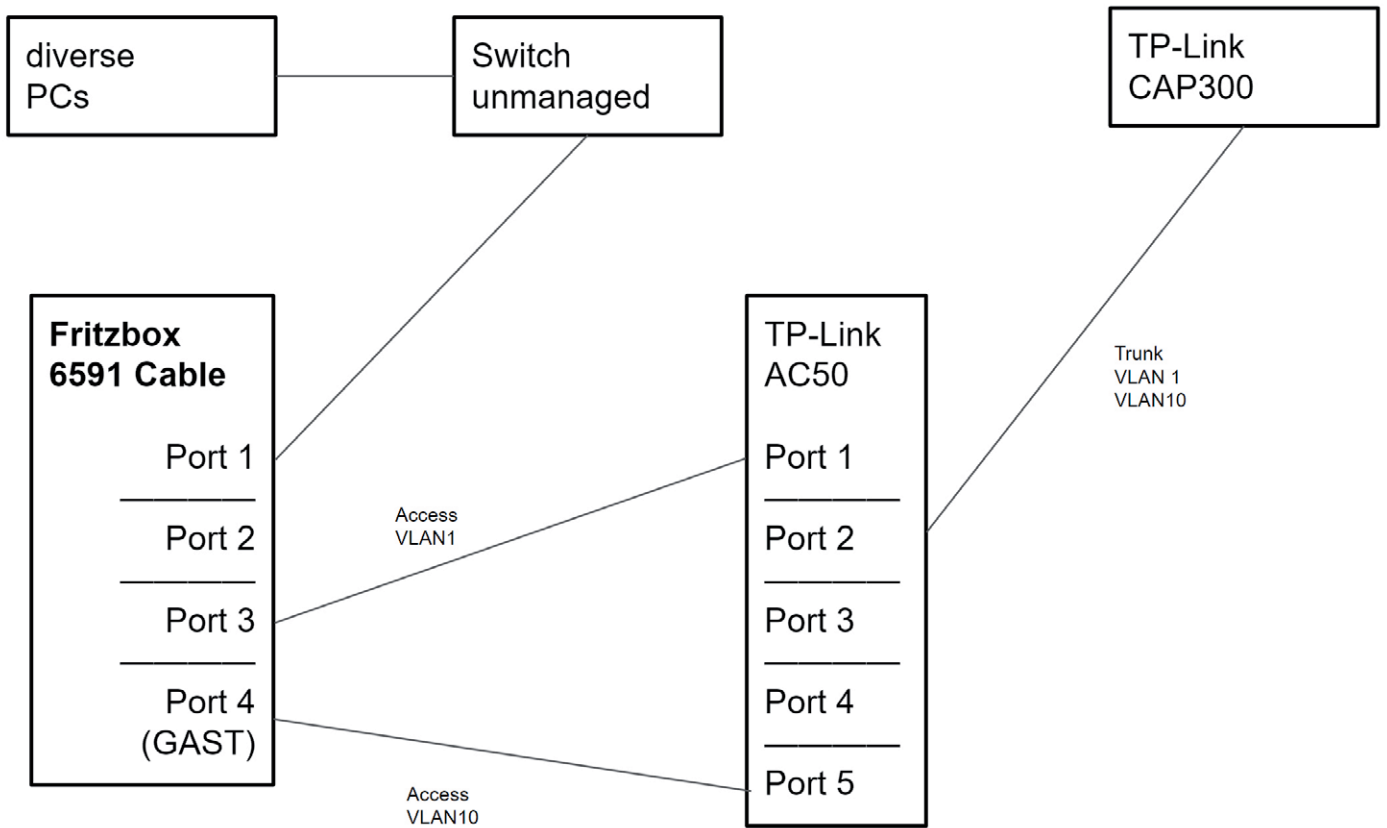 diverse
PCs
Switch
unmanaged
TP-Link
CAP300
Fritzbox
6591 Cable
Port 1
Port 2
Port 3
Port 4
(GAST)
Access
VLAN1
Access
VLAN10
TP-Link
AC50
Port 1
Port 2
Port 3
Port 4
Port 5
Trunk
VLAN 1
VLAN10